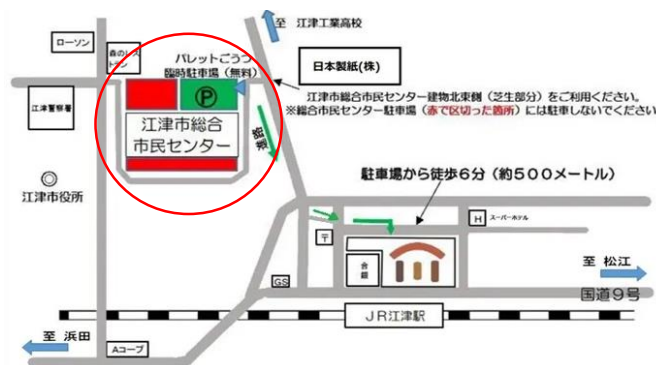 至 江津工業高校
ローソン
森のレストラン
パレットごうつ
臨時駐車場（無料）
日本製紙(株)
江津市総合市民センター建物北東側（芝生部分）をご利用ください。
※総合市民センター駐車場（赤で区切った箇所）には駐車しないでください
江津警察署
P
江津市総合
市民センター
進路
江津市役所
駐車場から徒歩6分（約500メートル）
〒
H
スーパーホテル
合銀
至 松江
国道9号
GS
JR江津駅
至 浜田
Aコープ